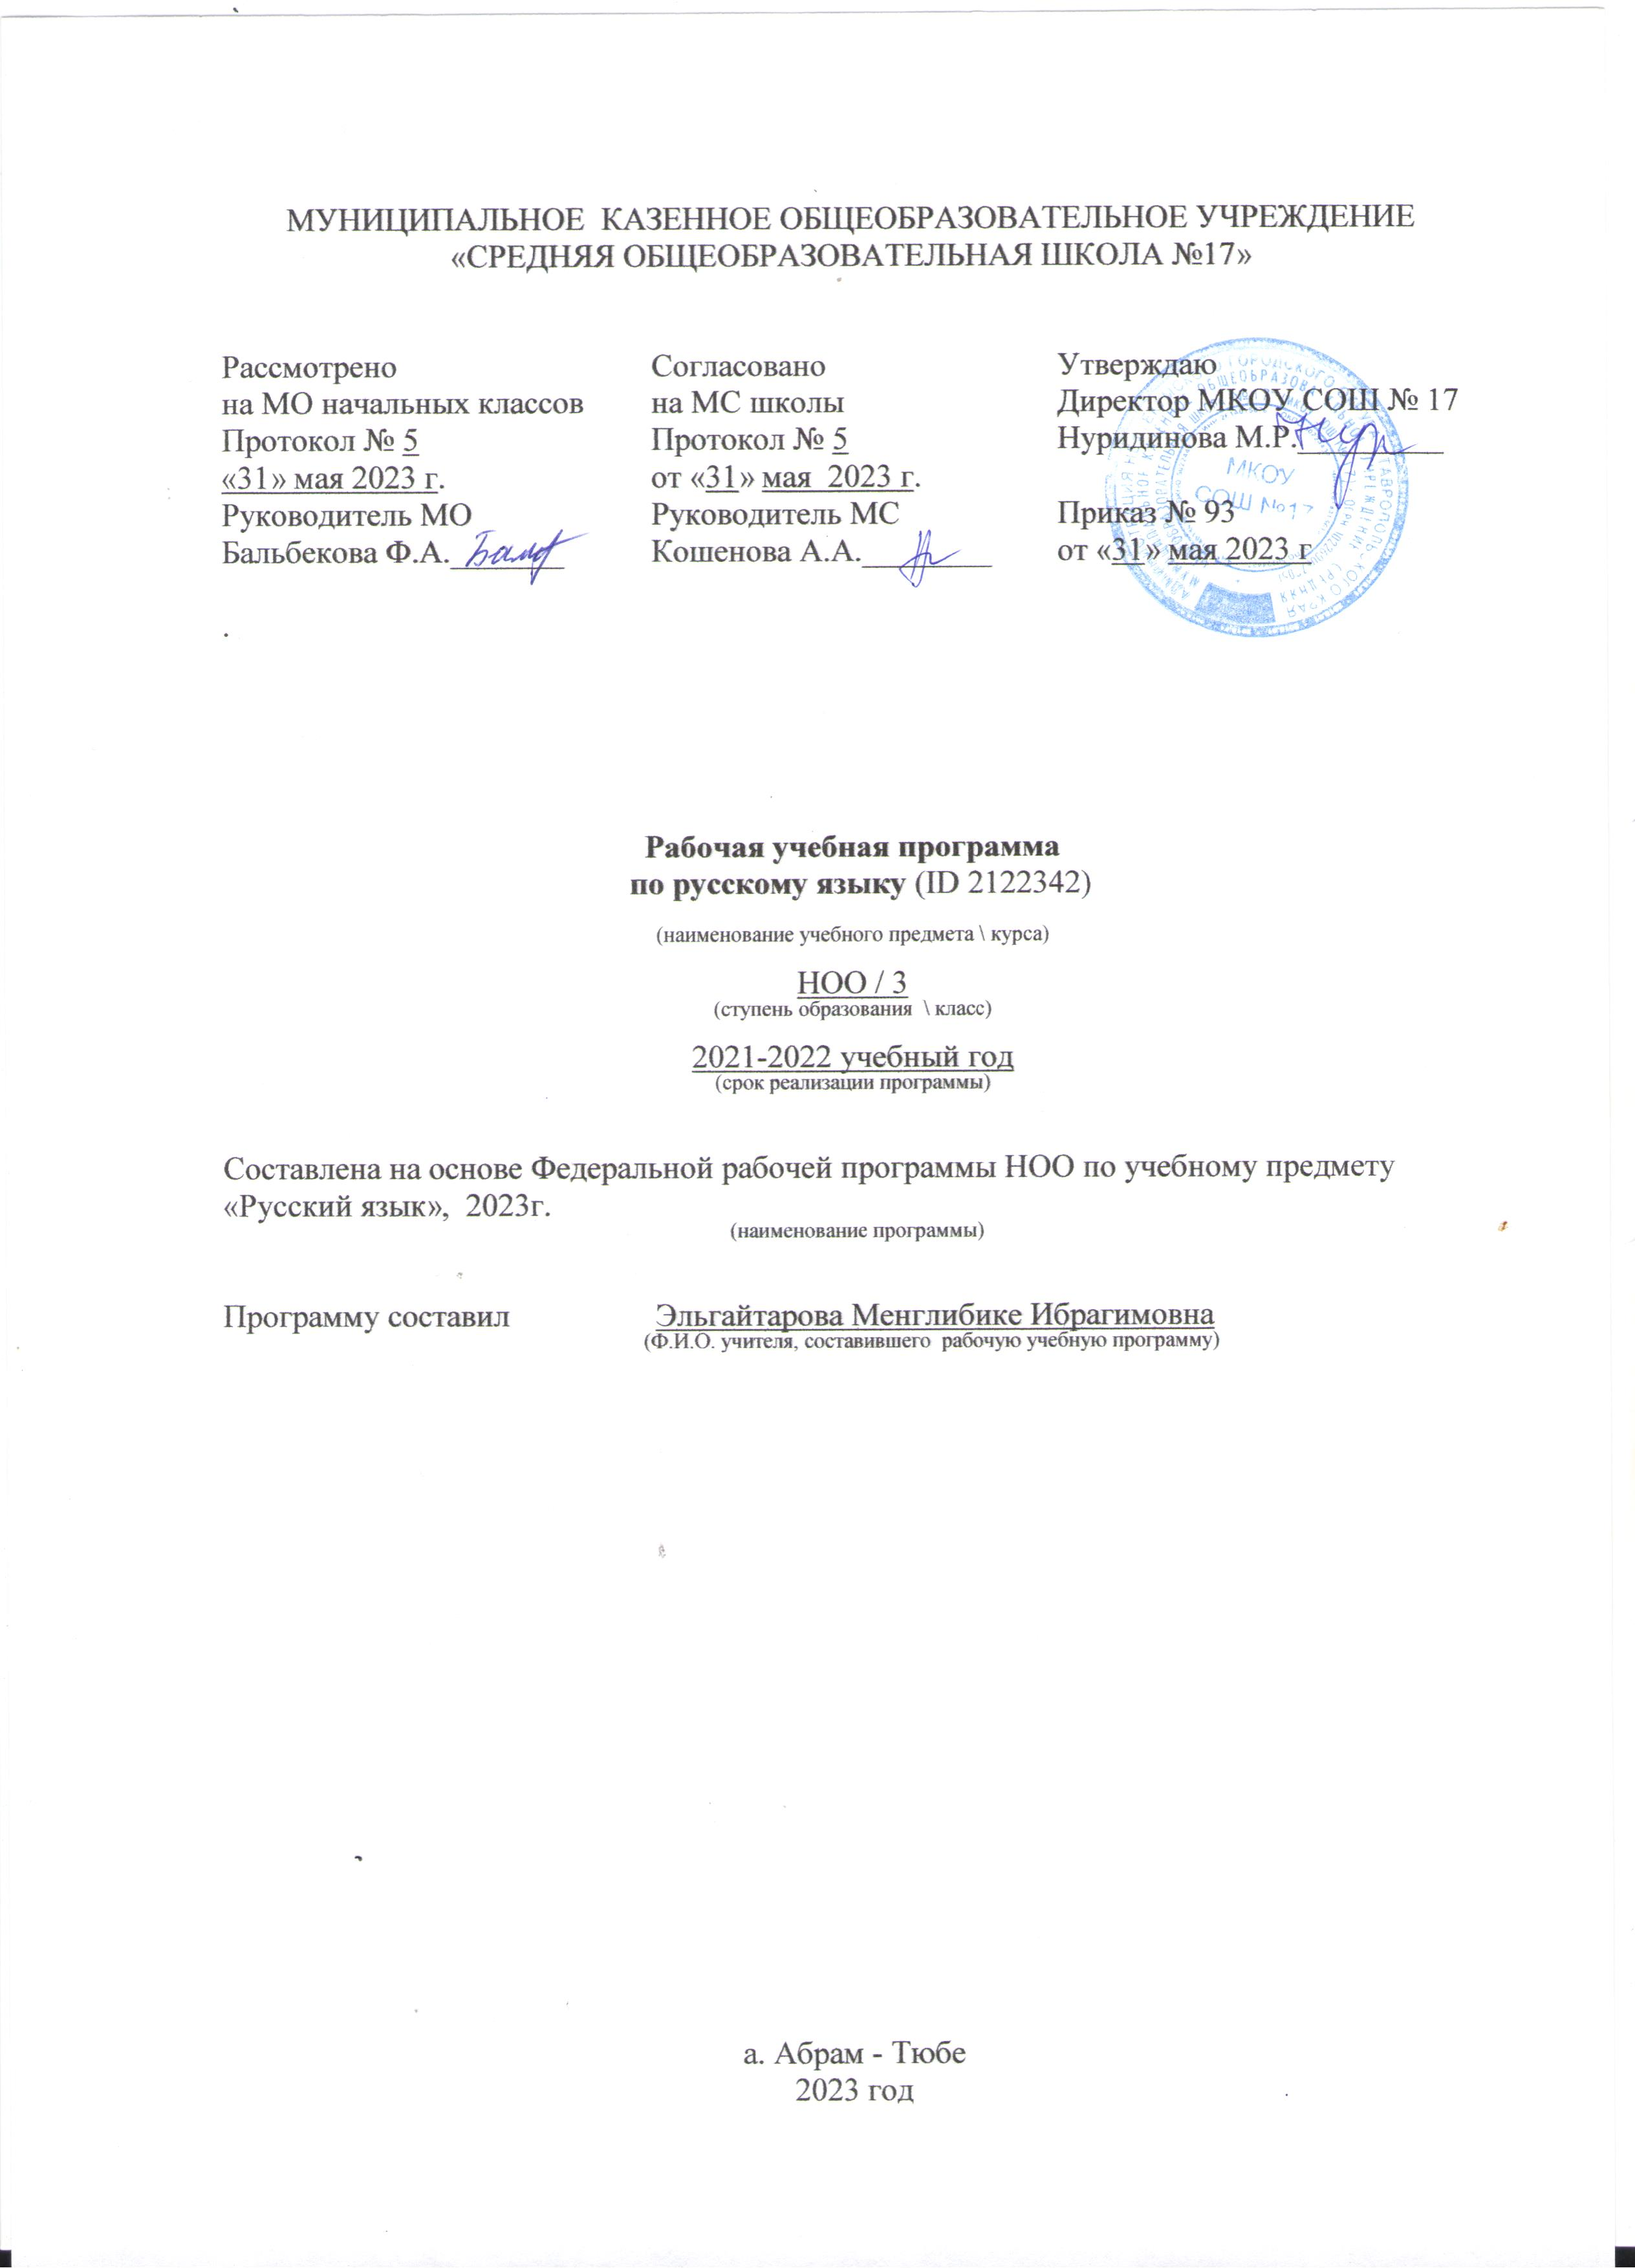 МУНИЦИПАЛЬНОЕ КАЗЕННОЕ ОБЩЕОБРАЗОВАТЕЛЬНОЕ УЧРЕЖДЕНИЕ
«СРЕДНЯЯ ОБЩЕОБРАЗОВАТЕЛЬНАЯ ШКОЛА №17»
Рассмотрено
на МО начальных классов
Протокол № 5
«31» мая 2023 г.
Руководитель МО
Бальбекова Ф.А.
Согласовано
на МС школы
Протокол № 5
от «31» мая 2023 г.
Руководитель МС
Кошенова А.А.
Утверждаю
Директор МКОУ СОШ № 17
Нуридинова М.Р.
Приказ № 93
от «31» мая 2023 г
МКОУ
СОШ №17
Рабочая учебная программа
по русскому языку (ID 2122342)
(наименование учебного предмета \ курса)
НОО / 3
(ступень образования \ класс)
2021-2022 учебный год
(срок реализации программы)
Составлена на основе Федеральной рабочей программы НОО по учебному предмету
«Русский язык», 2023г.
(наименование программы)
Программу составил Эльгайтарова Менглибике Ибрагимовна
(Ф.И.О. учителя, составившего рабочую учебную программу)
а. Абрам - Тюбе
2023 год